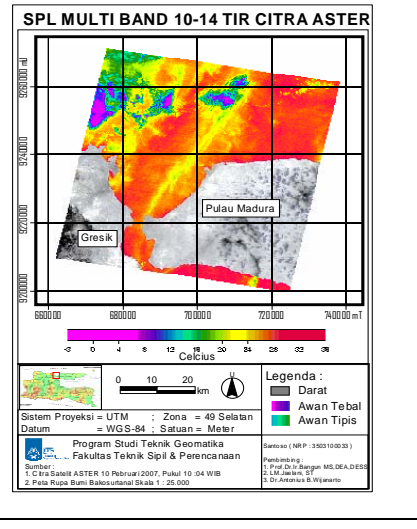 SPL MULTI BAND 10-14 TIR CITRA ASTER
9260000 mU
9240000
9220000
9200000
Pulau Madura
Gresik
660000
680000
700000
720000
740000 mT
0 4 8 12 16 20 24 28 32 36
Celcius
0 10 20 km
U
Legenda :
Darat
Awan Tebal
Awan Tipis
Sistem Proyeksi = UTM ; Zona = 49 Selatan
Datum = WGS-84 ; Satuan = Meter
Program Studi Teknik Geomatika
Fakultas Teknik Sipil & Perencanaan
Sumber :
1. Citra Satelit ASTER 10 Pebruari 2007, Pukul 10 :04 WIB
2. Peta Rupa Bumi Bakosurtanal Skala 1 : 25.000
Santoso ( NRP : 3503100033 )
Pembimbing :
1. Prof.Dr.Ir.Bangun MS,DEA,DESS
2. LM.Jaelani, ST
3. Dr.Antonius B.Wijanarto